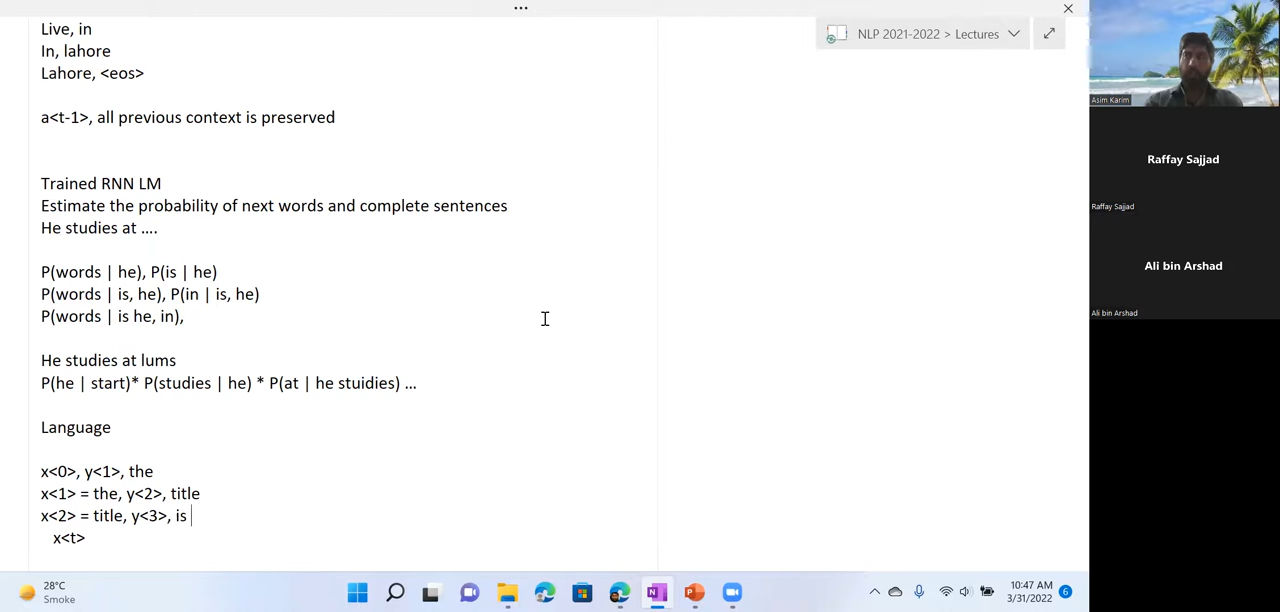 Live, in
In, lahore
Lahore, <eos>
a<t-1>, all previous context is preserved
Trained RNN LM
Estimate the probability of next words and complete sentences
He studies at ....
P(words | he), P(is | he)
P(words | is, he), P(in | is, he)
P(words | is he, in),
He studies at lums
P(he | start)* P(studies | he) * P(at | he stuidies) ...
Language
x<0>, y<1>, the
x<1> = the, y<2>, title
x<2> = title, y<3>, is
x<t>
NLP 2021-2022 > Lectures
Asim Karim
Raffay Sajjad
Raffay Sajjad
Ali bin Arshad
Ali bin Arshad
28°C
Smoke
10:47 AM
3/31/2022
6